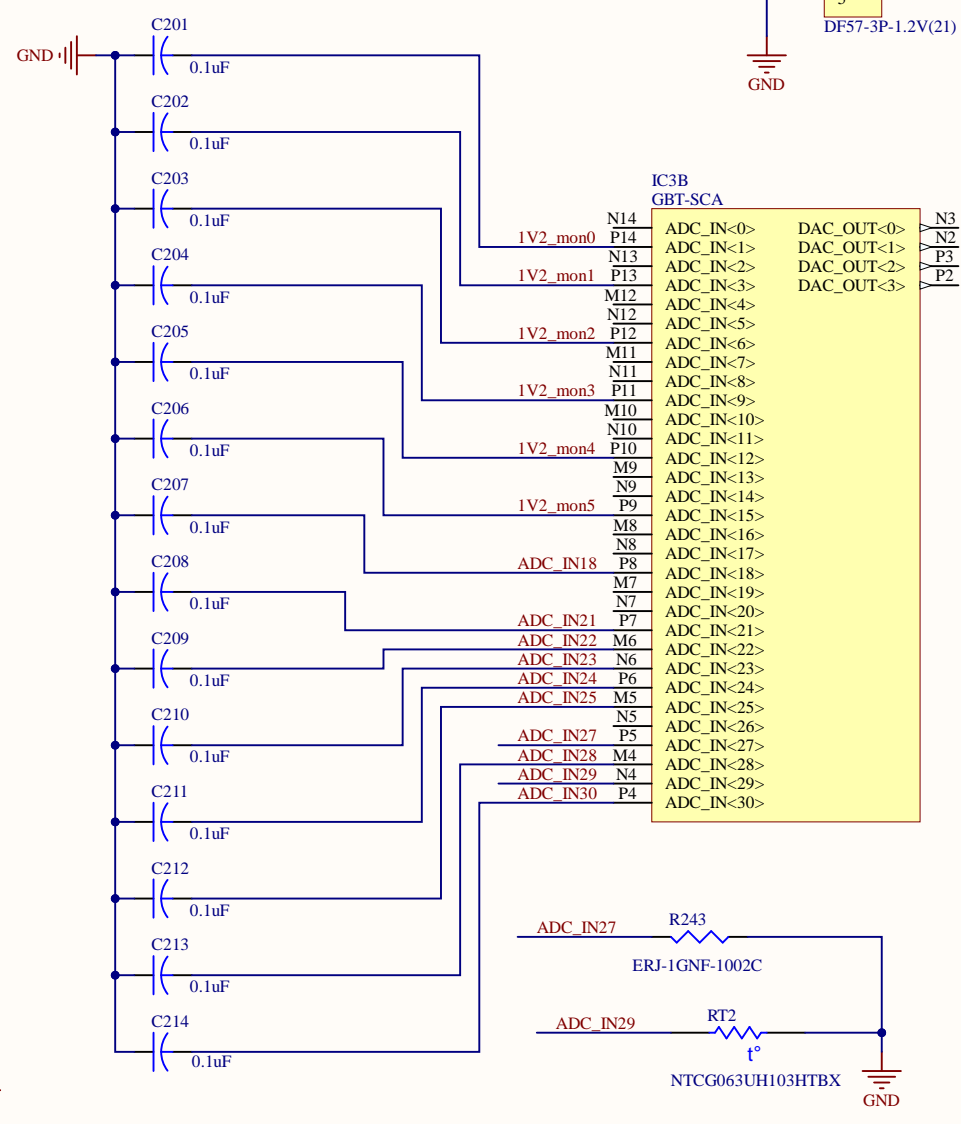 DF57-3P-1.2V(21)
GND
C201
GND
0.1uF
C202
0.1uF
C203
0.1uF
C204
0.1uF
C205
0.1uF
C206
0.1uF
C207
0.1uF
C208
0.1uF
C209
0.1uF
C210
0.1uF
C211
0.1uF
C212
0.1uF
C213
0.1uF
C214
0.1uF
IC3B
GBT-SCA
N14 ADC_IN<0> DAC_OUT<0> N3
1V2_mon0 P14 ADC_IN<1> DAC_OUT<1> N2
N13 ADC_IN<2> DAC_OUT<2> P3
1V2_mon1 P13 ADC_IN<3> DAC_OUT<3> P2
M12 ADC_IN<4>
N12 ADC_IN<5>
1V2_mon2 P12 ADC_IN<6>
M11 ADC_IN<7>
N11 ADC_IN<8>
1V2_mon3 P11 ADC_IN<9>
M10 ADC_IN<10>
N10 ADC_IN<11>
1V2_mon4 P10 ADC_IN<12>
M9 ADC_IN<13>
N9 ADC_IN<14>
1V2_mon5 P9 ADC_IN<15>
M8 ADC_IN<16>
N8 ADC_IN<17>
ADC_IN18 P8 ADC_IN<18>
M7 ADC_IN<19>
N7 ADC_IN<20>
ADC_IN21 P7 ADC_IN<21>
ADC_IN22 M6 ADC_IN<22>
ADC_IN23 N6 ADC_IN<23>
ADC_IN24 P6 ADC_IN<24>
ADC_IN25 M5 ADC_IN<25>
N5 ADC_IN<26>
ADC_IN27 P5 ADC_IN<27>
ADC_IN28 M4 ADC_IN<28>
ADC_IN29 N4 ADC_IN<29>
ADC_IN30 P4 ADC_IN<30>
ADC_IN27 R243
ERJ-1GNF-1002C
ADC_IN29 RT2
t°
NTCG063UH103HTBX
GND